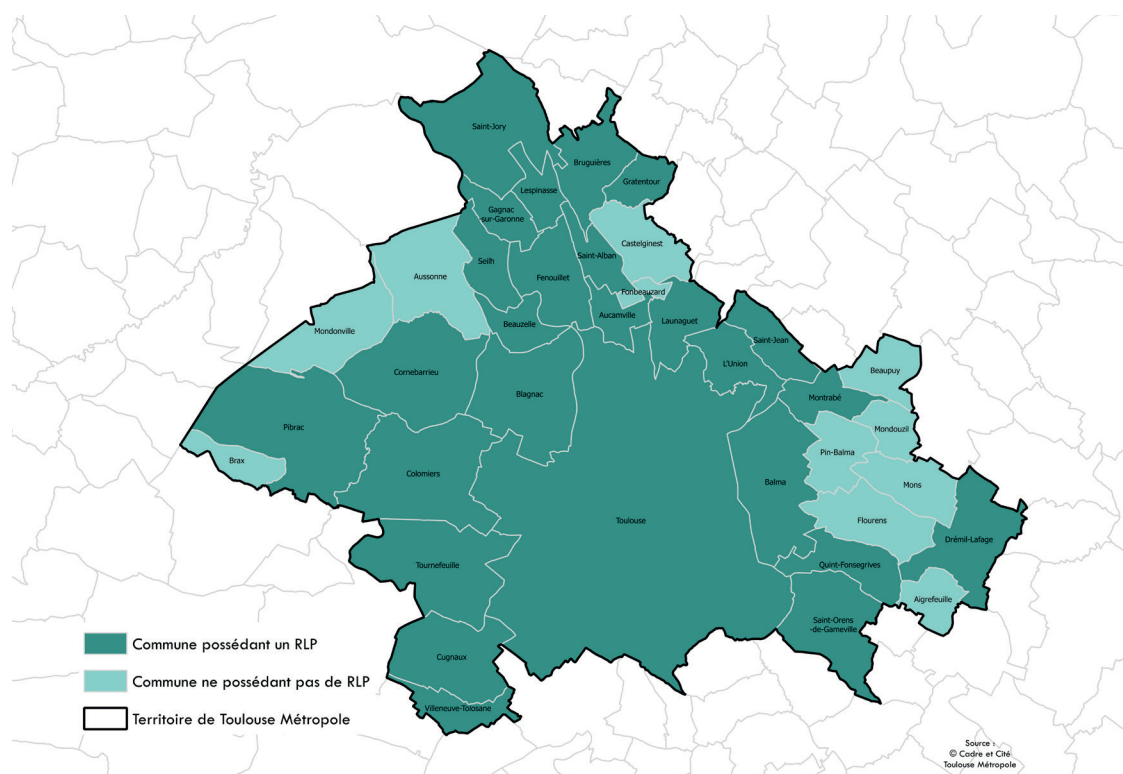 Saint-Jory
Bruguières
Gratentour
Lespinasse
Gagnac
-sur-Garonne
Castelginest
Saint-Alban
Seilh
Aussonne
Fenouillet
Fonbeauzard
Aucamville
Launaguet
Beauzelle
Mondonville
Saint-Jean
L'Union
Beaupuy
Cornebarrieu
Blagnac
Montrabé
Mondouzil
Pibrac
Pin-Balma
Brax
Colomiers
Balma
Mons
Toulouse
Flourens
Drémil-Lafage
Tournefeuille
Quint-Fonsegrives
Aigrefeuille
Saint-Orens
-de-Gameville
Cugnaux
Villeneuve-Tolosane
Commune possédant un RLP
Commune ne possédant pas de RLP
Territoire de Toulouse Métropole
Source :
© Cadre et Cité
Toulouse Métropole